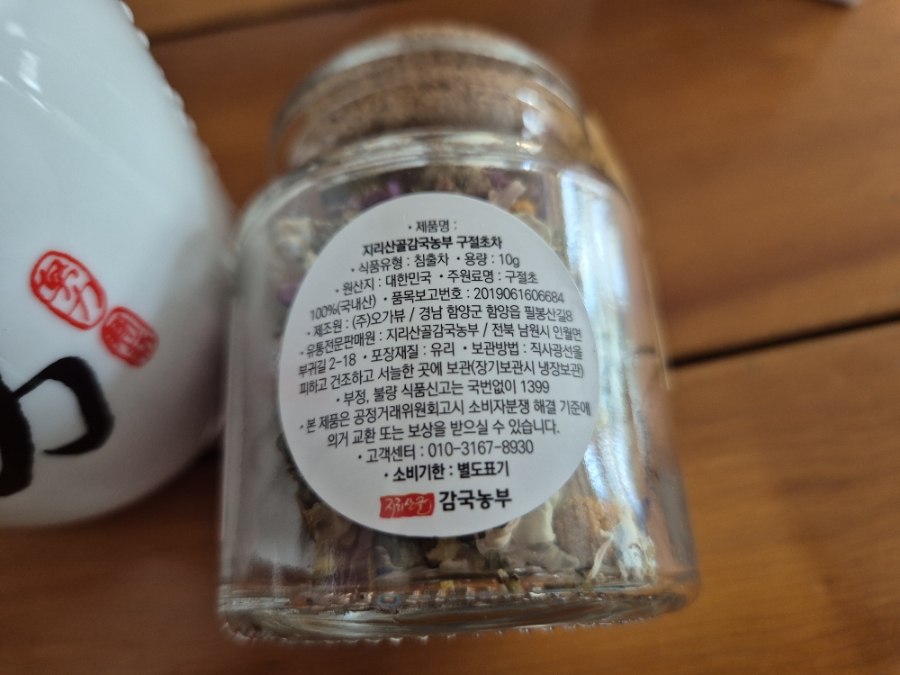 • 제품명 :
지리산골감국농부 구절초차
• 식품유형 : 침출차 • 용량 : 10g
• 원산지 : 대한민국 • 주원료명 : 구절초
100%(국내산) • 품목보고번호 : 2019061606684
• 제조원 : (주)오가뷰 / 경남 함양군 함양읍 필봉산길8
• 유통전문판매원 : 지리산골감국농부 / 전북 남원시 인월면
부귀길 2-18 • 포장재질 : 유리 • 보관방법 : 직사광선을
피하고 건조하고 서늘한 곳에 보관(장기보관시 냉장보관)
• 부정, 불량 식품신고는 국번없이 1399
• 본 제품은 공정거래위원회고시 소비자분쟁 해결 기준에
의거 교환 또는 보상을 받으실 수 있습니다.
• 고객센터 : 010-3167-8930
• 소비기한 : 별도표기
지리산골 감국농부